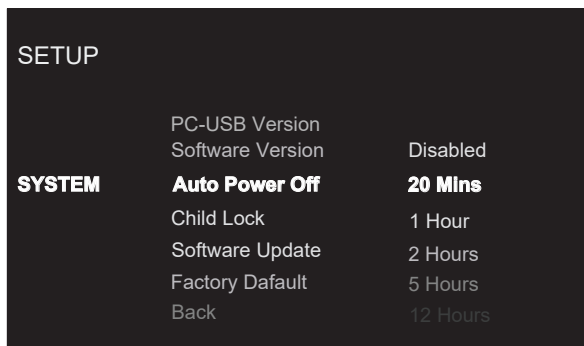 SETUP
PC-USB Version
Software Version Disabled
SYSTEM Auto Power Off 20 Mins
Child Lock 1 Hour
Software Update 2 Hours
Factory Dafault 5 Hours
Back 12 Hours